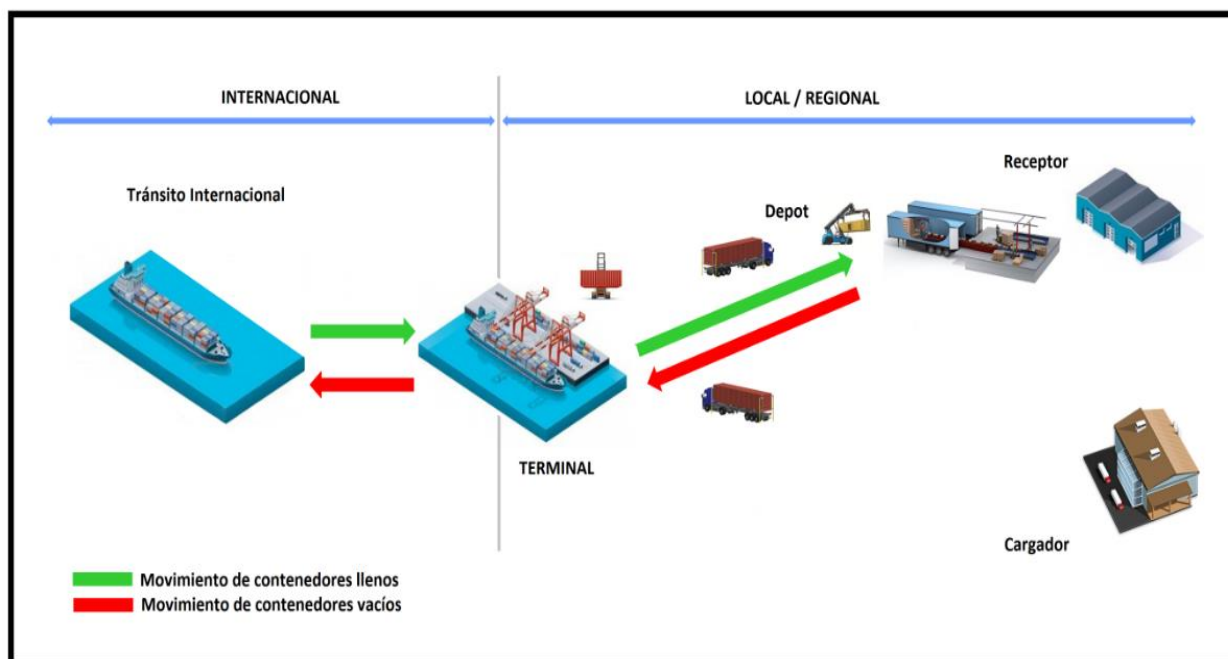 INTERNACIONAL
LOCAL / REGIONAL
Receptor
Tránsito Internacional
Depot
TERMINAL
Cargador
Movimiento de contenedores llenos
Movimiento de contenedores vacíos